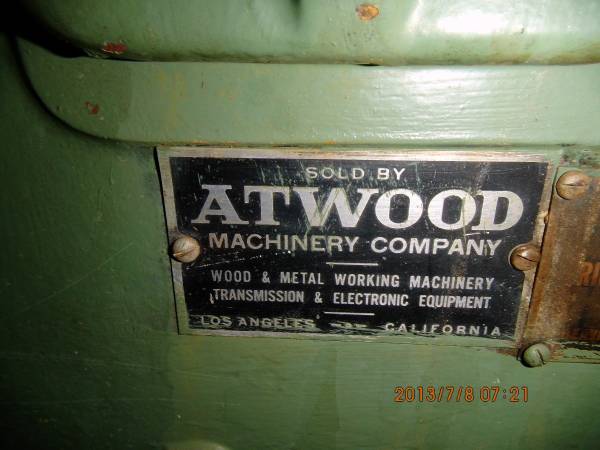 SOLD BY
ATWOOD
MACHINERY COMPANY
WOOD & METAL WORKING MACHINERY
TRANSMISSION & ELECTRONIC EQUIPMENT
LOS ANGELES CALIFORNIA
2013/7/8 07:21